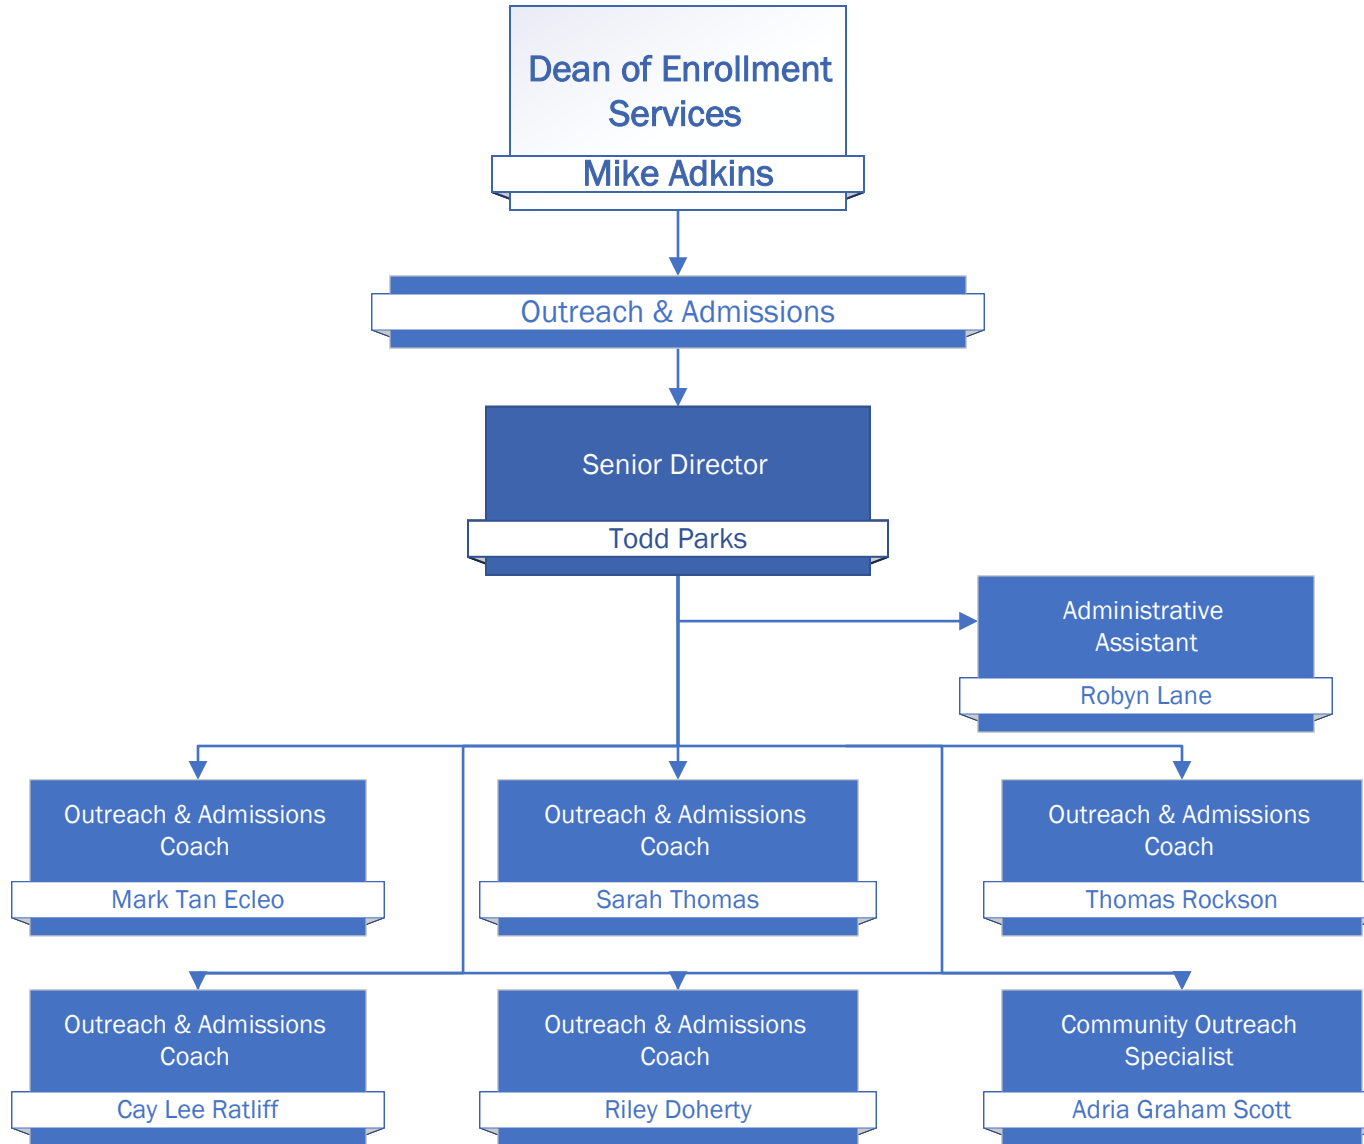 Dean of Enrollment
Services
Mike Adkins
Outreach & Admissions
Senior Director
Todd Parks
Administrative
Assistant
Robyn Lane
Outreach & Admissions
Coach
Mark Tan Ecleo
Outreach & Admissions
Coach
Sarah Thomas
Outreach & Admissions
Coach
Thomas Rockson
Outreach & Admissions
Coach
Cay Lee Ratliff
Outreach & Admissions
Coach
Riley Doherty
Community Outreach
Specialist
Adria Graham Scott